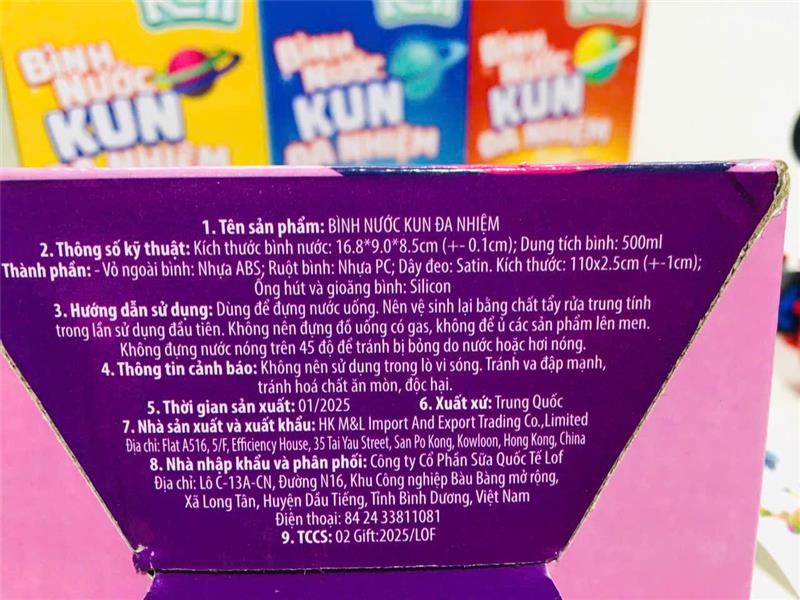 BÌNH
NƯỚC
KUN
ĐA NHIỆM
BÌNH
NƯỚC
KUN
ĐA NHIỆM
BÌNH
NƯỚC
KUN
ĐA NHIỆM
1. Tên sản phẩm: BÌNH NƯỚC KUN ĐA NHIỆM
2. Thông số kỹ thuật: Kích thước bình nước: 16.8*9.0*8.5cm (+- 0.1cm); Dung tích bình: 500ml
Thành phần: - Vỏ ngoài bình: Nhựa ABS; Ruột bình: Nhựa PC; Dây đeo: Satin. Kích thước: 110x2.5cm (+-1cm);
Ống hút và gioăng bình: Silicon
3. Hướng dẫn sử dụng: Dùng để đựng nước uống. Nên vệ sinh lại bằng chất tẩy rửa trung tính
trong lần sử dụng đầu tiên. Không nên đựng đồ uống có gas, không để ủ các sản phẩm lên men.
Không đựng nước nóng trên 45 độ để tránh bị bỏng do nước hoặc hơi nóng.
4. Thông tin cảnh báo: Không nên sử dụng trong lò vi sóng. Tránh va đập mạnh,
tránh hoá chất ăn mòn, độc hại.
5. Thời gian sản xuất: 01/2025 6. Xuất xứ: Trung Quốc
7. Nhà sản xuất và xuất khẩu: HK M&L Import And Export Trading Co.,Limited
Địa chỉ: Flat A516, 5/F, Efficiency House, 35 Tai Yau Street, San Po Kong, Kowloon, Hong Kong, China
8. Nhà nhập khẩu và phân phối: Công ty Cổ Phần Sữa Quốc Tế Lof
Địa chỉ: Lô C-13A-CN, Đường N16, Khu Công nghiệp Bàu Bàng mở rộng,
Xã Long Tân, Huyện Dầu Tiếng, Tỉnh Bình Dương, Việt Nam
Điện thoại: 84 24 33811081
9. TCCS: 02 Gift:2025/LOF